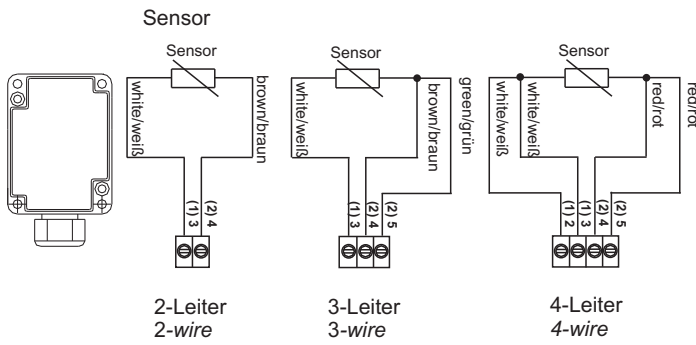 Sensor
Sensor
white/weiß
brown/braun
(1) 3
(2) 4
2-Leiter
2-wire
Sensor
white/weiß
brown/braun
green/grün
(1) 3
(2) 4
(2) 5
3-Leiter
3-wire
Sensor
white/weiß
white/weiß
red/rot
red/rot
(1) 2
(1) 3
(2) 4
(2) 5
4-Leiter
4-wire